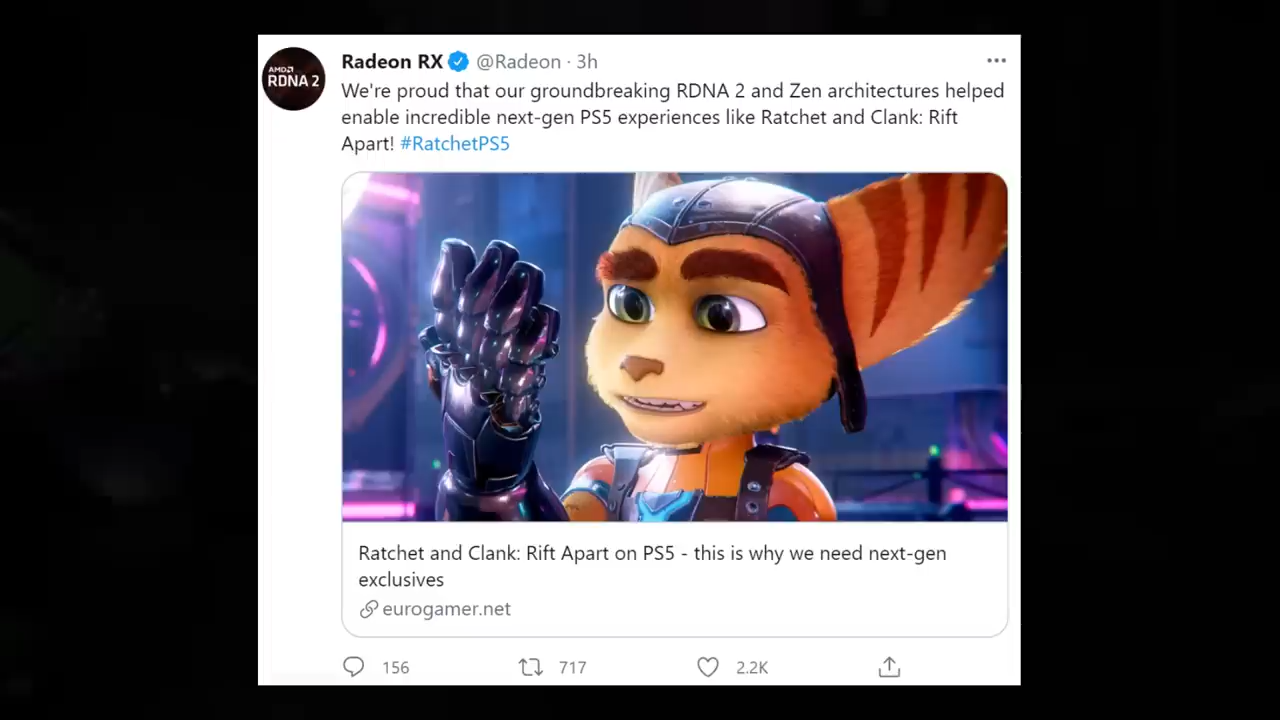 AMD
RDNA 2
Radeon RX @Radeon · 3h
We're proud that our groundbreaking RDNA 2 and Zen architectures helped
enable incredible next-gen PS5 experiences like Ratchet and Clank: Rift
Apart! #RatchetPS5
Ratchet and Clank: Rift Apart on PS5 - this is why we need next-gen
exclusives
eurogamer.net
156 717 2.2K